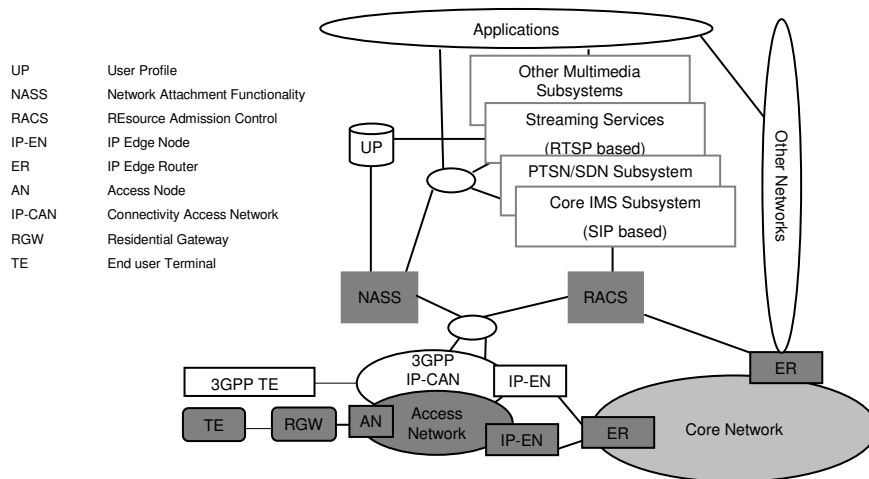 Applications
UP User Profile
NASS Network Attachment Functionality
RACS REsource Admission Control
IP-EN IP Edge Node
ER IP Edge Router
AN Access Node
IP-CAN Connectivity Access Network
RGW Residential Gateway
TE End user Terminal
Other Multimedia
Subsystems
Streaming Services
(RTSP based)
PTSN/SDN Subsystem
Core IMS Subsystem
(SIP based)
UP
Other Networks
NASS
RACS
3GPP TE
3GPP
IP-CAN
IP-EN
ER
TE
RGW
AN
Access
Network
IP-EN
ER
Core Network